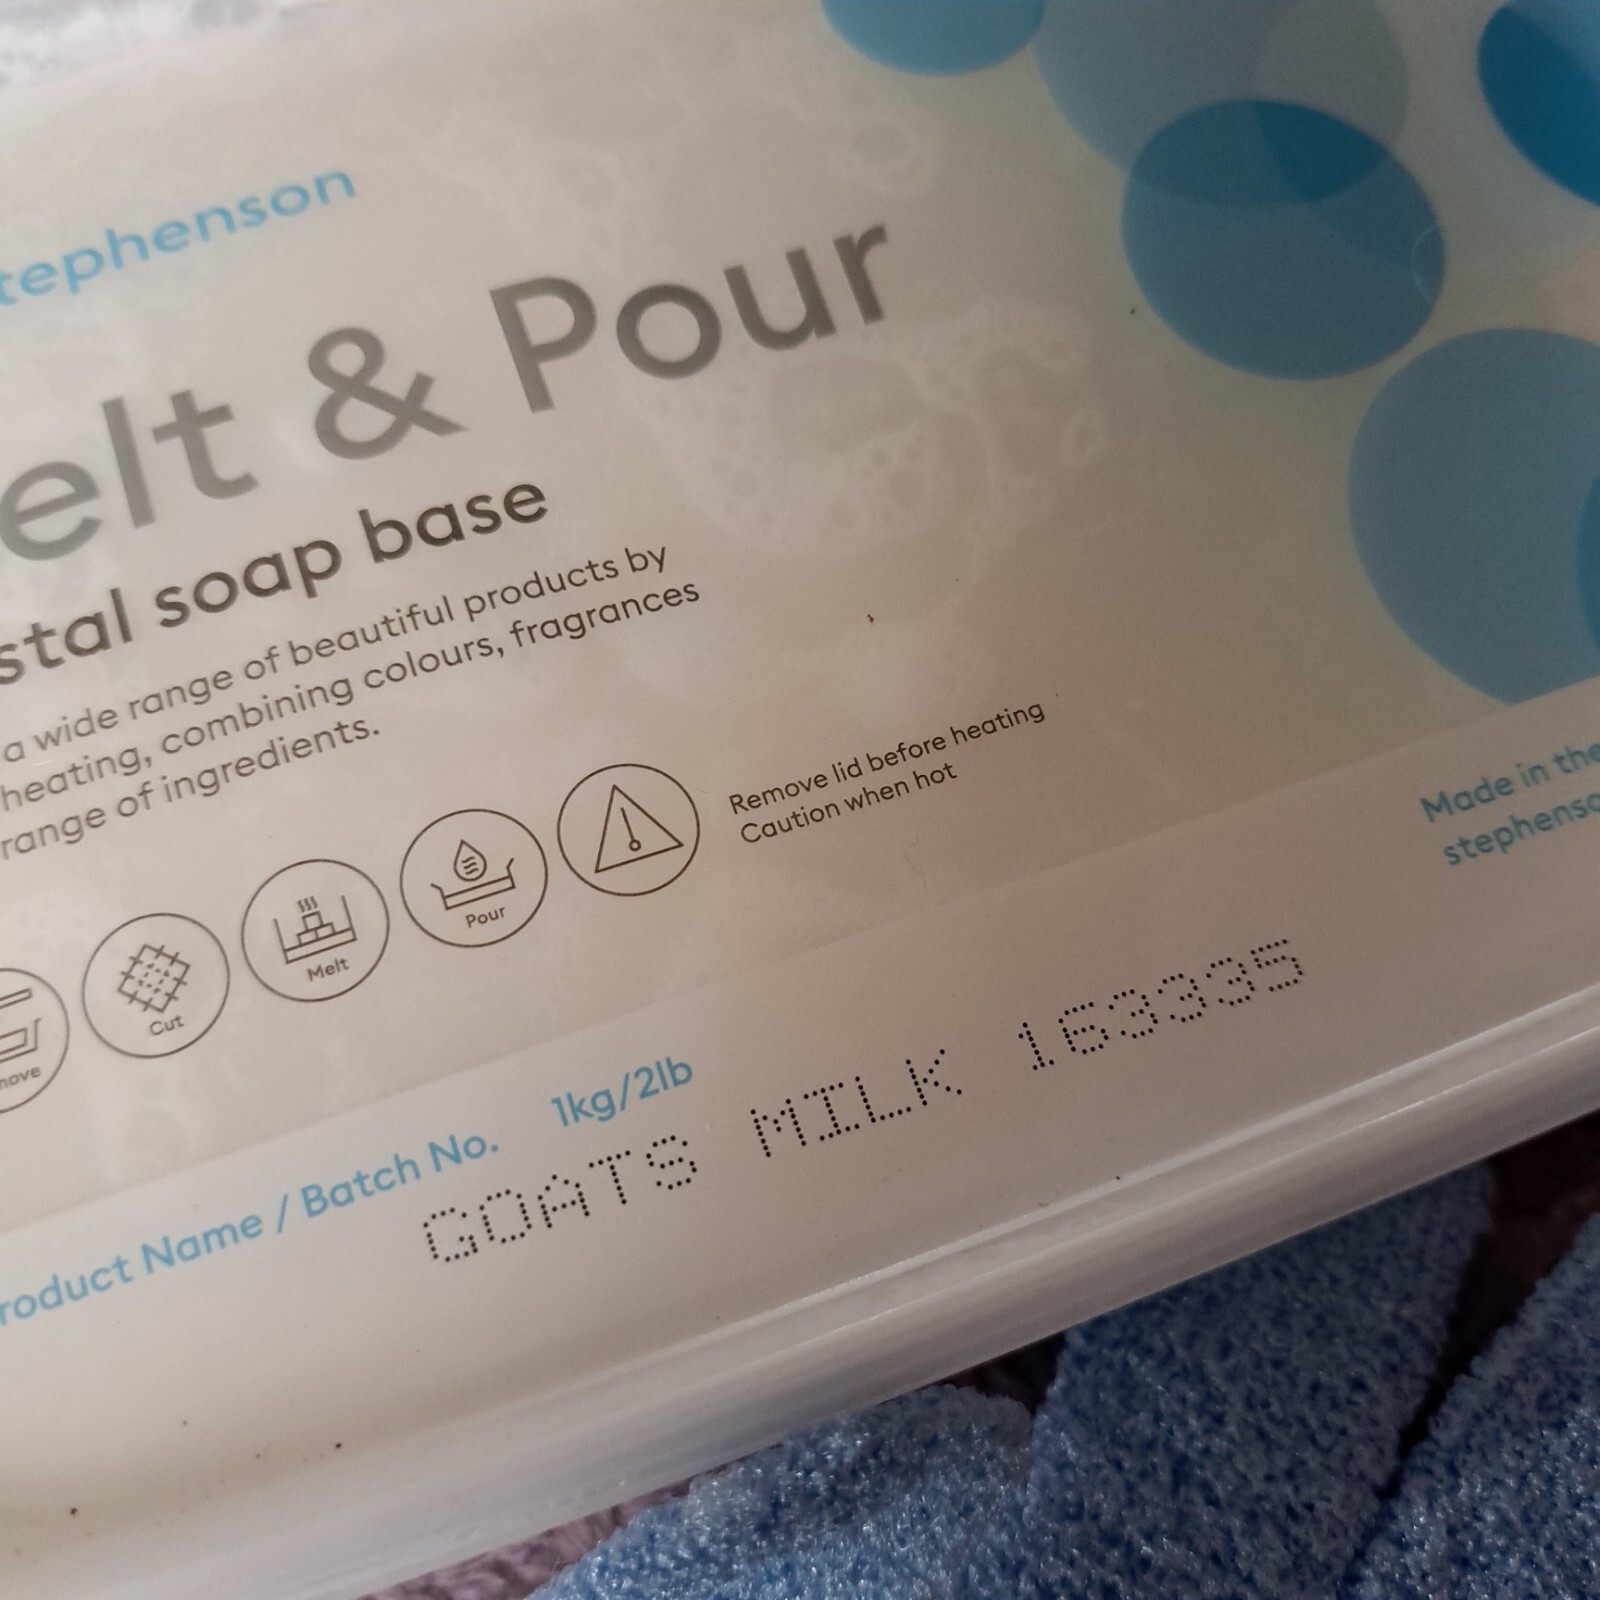 tephenson
elt & Pour
stal soap base
a wide range of beautiful products by
heating, combining colours, fragrances
range of ingredients.
Remove lid before heating
Caution when hot
move
Cut
Melt
Pour
Made in the
stephenso
roduct Name / Batch No. 1kg/2lb
GOATS MILK 163335